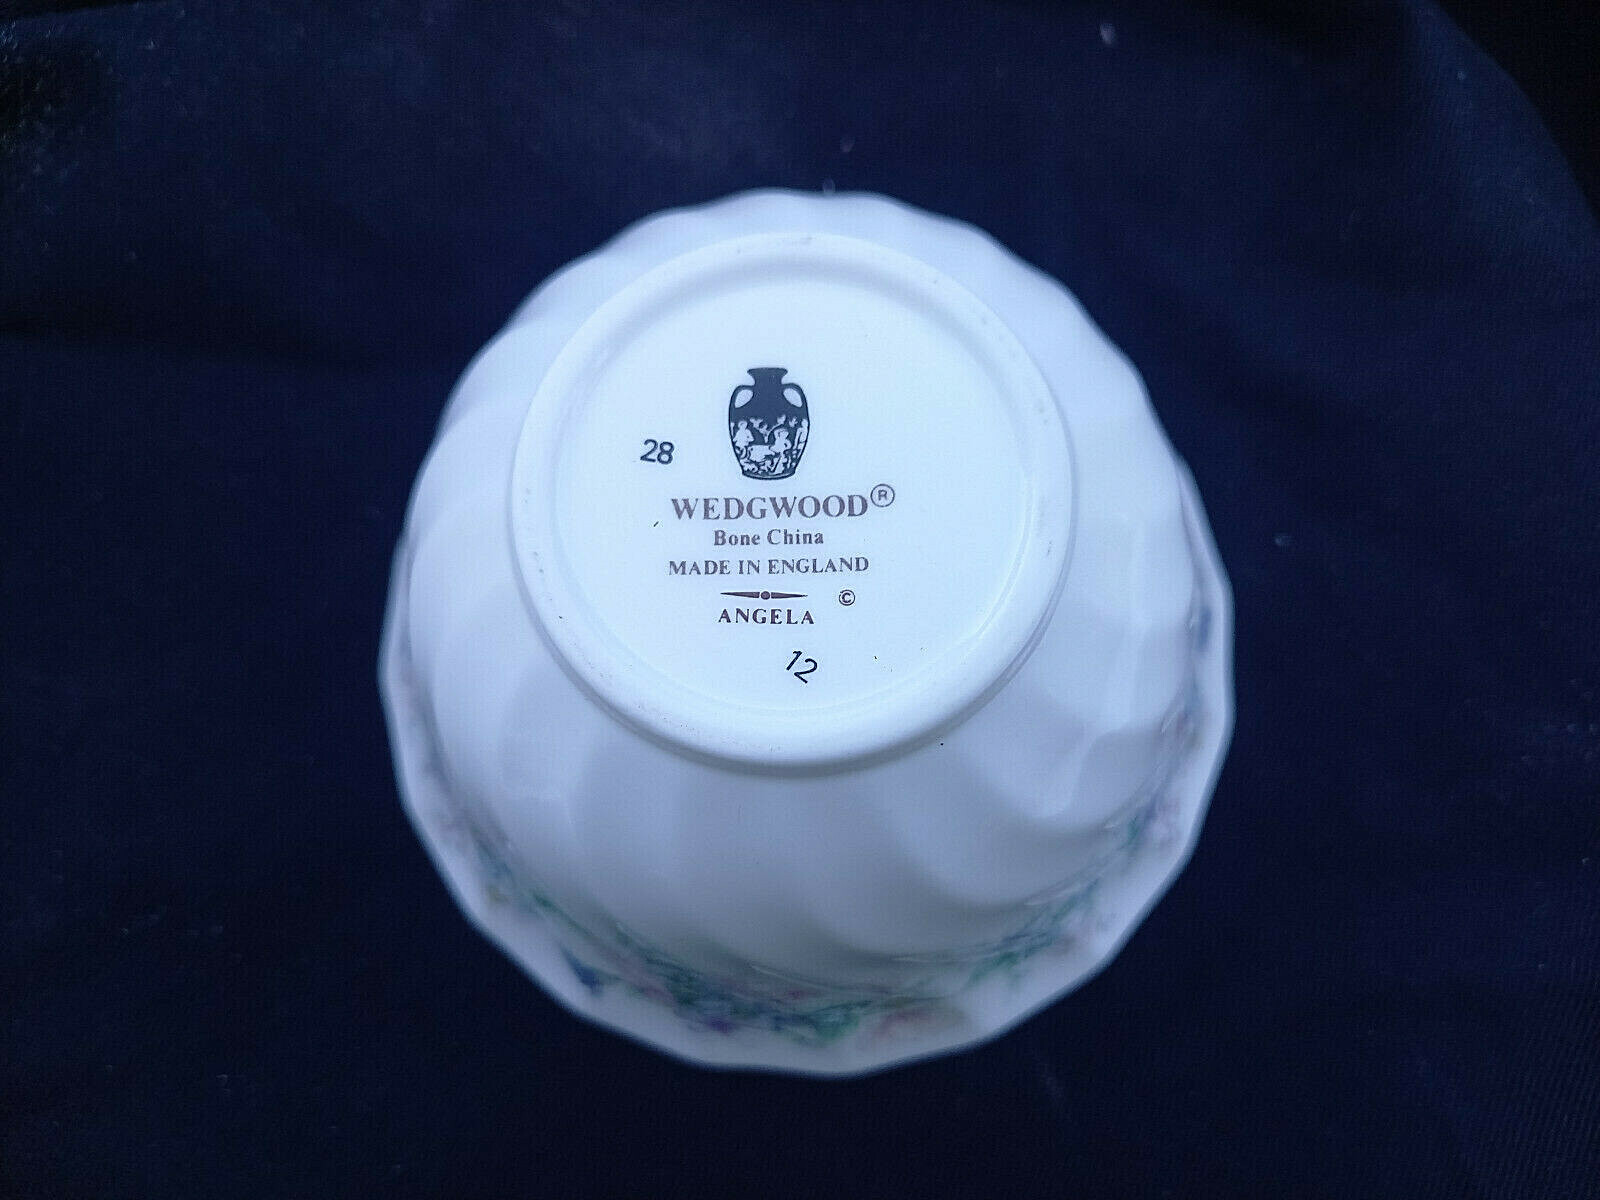 28
WEDGWOOD®
Bone China
MADE IN ENGLAND
©
ANGELA
12